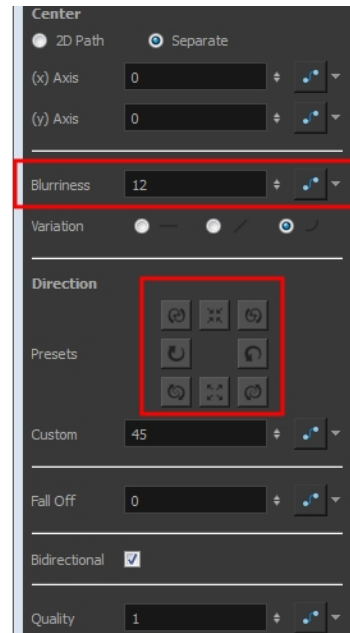 Center
2D Path Separate
(x) Axis 0
(y) Axis 0
Blurriness 12
Variation
Direction
Presets
Custom 45
Fall Off 0
Bidirectional
Quality 1